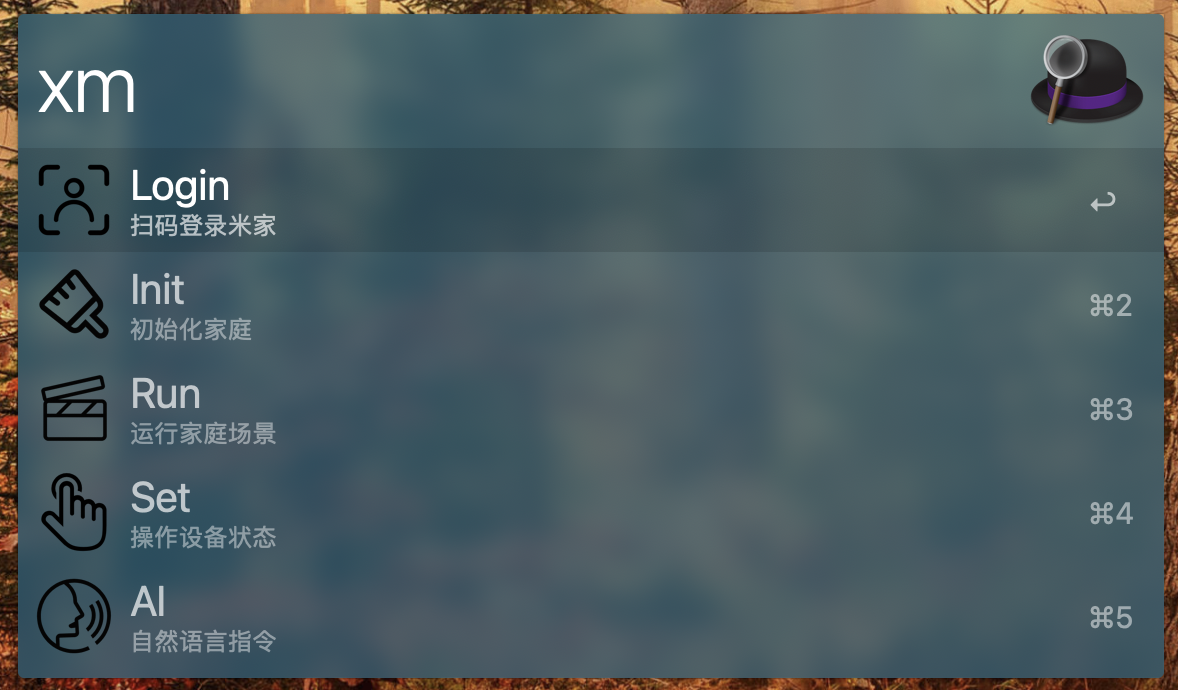 xm
Login
扫码登录米家
↩
Init
初始化家庭
⌘2
Run
运行家庭场景
⌘3
Set
操作设备状态
⌘4
AI
自然语言指令
⌘5